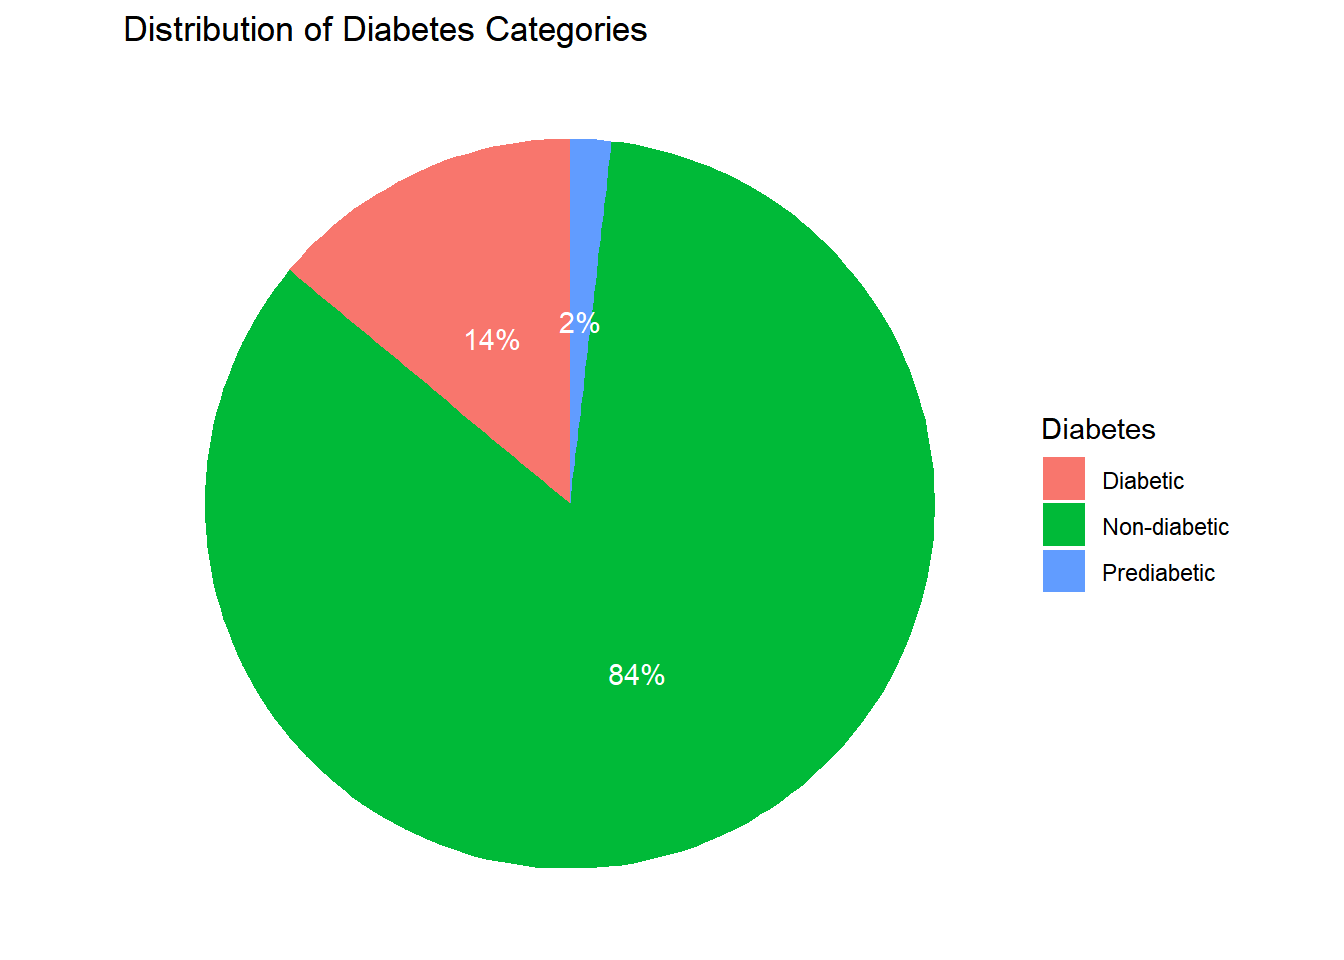 Distribution of Diabetes Categories
2%
14%
84%
Diabetes
Diabetic
Non-diabetic
Prediabetic